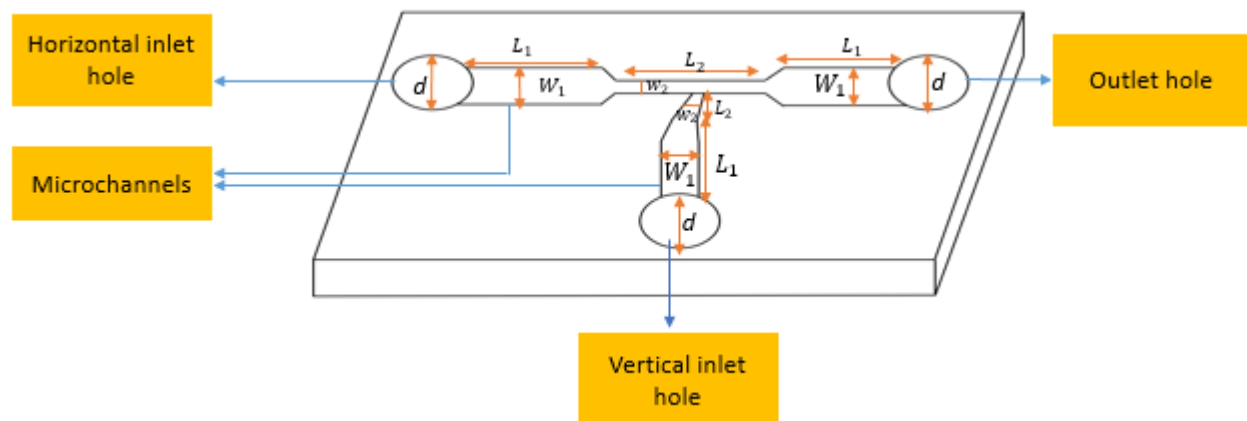 Horizontal inlet
hole
L₁
L₂
L₁
d
W₁
w₂
W₁
d
Outlet hole
w₂
L₂
Microchannels
W₁
L₁
d
Vertical inlet
hole